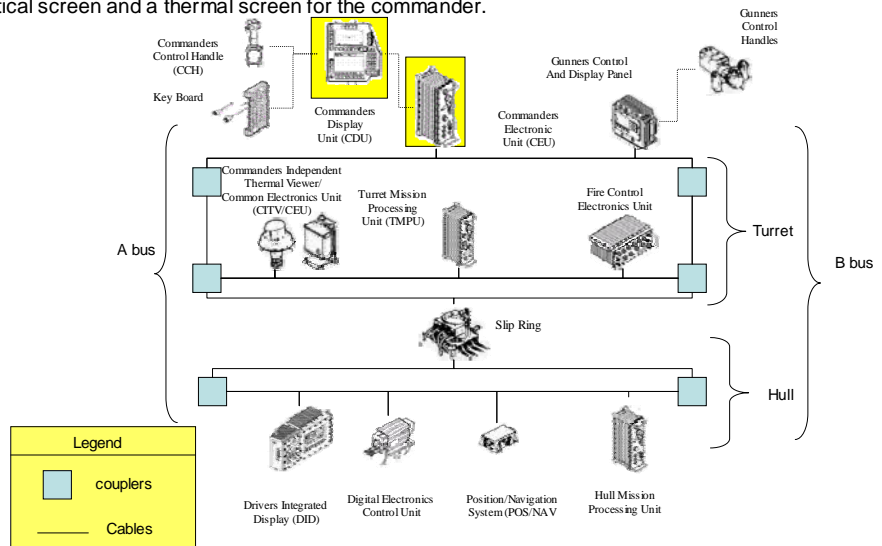 tical screen and a thermal screen for the commander.
Gunners
Control
Handles
Commanders
Control Handle
(CCH)
Gunners Control
And Display Panel
Key Board
Commanders
Display
Unit (CDU)
Commanders
Electronic
Unit (CEU)
Commanders Independent
Thermal Viewer/
Common Electronics Unit
(CITV/CEU)
Turret Mission
Processing
Unit (TMPU)
Fire Control
Electronics Unit
Turret
A bus
B bus
Slip Ring
Hull
Legend
couplers
Cables
Drivers Integrated
Display (DID)
Digital Electronics
Control Unit
Position/Navigation
System (POS/NAV
Hull Mission
Processing Unit